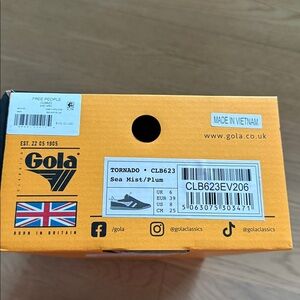 FREE PEOPLE
MADE IN VIETNAM
www.gola.co.uk
EST. 22 05 1905
Gola
TORNADO • CLB623
Sea Mist/Plum
UK 6
EUR 39
US 8
CM 25
CLB623EV206
5063075303471
BORN IN BRITAIN
/gola
@golaclassics
@golaclassics